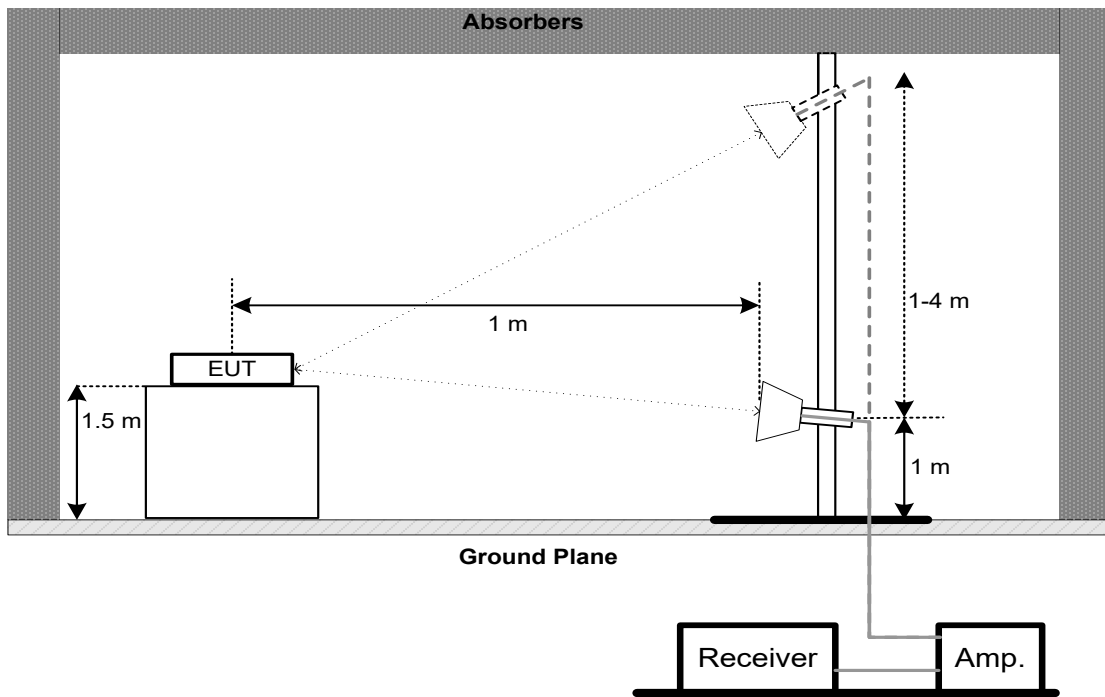 Absorbers
1-4 m
1 m
EUT
1.5 m
1 m
Ground Plane
Receiver
Amp.